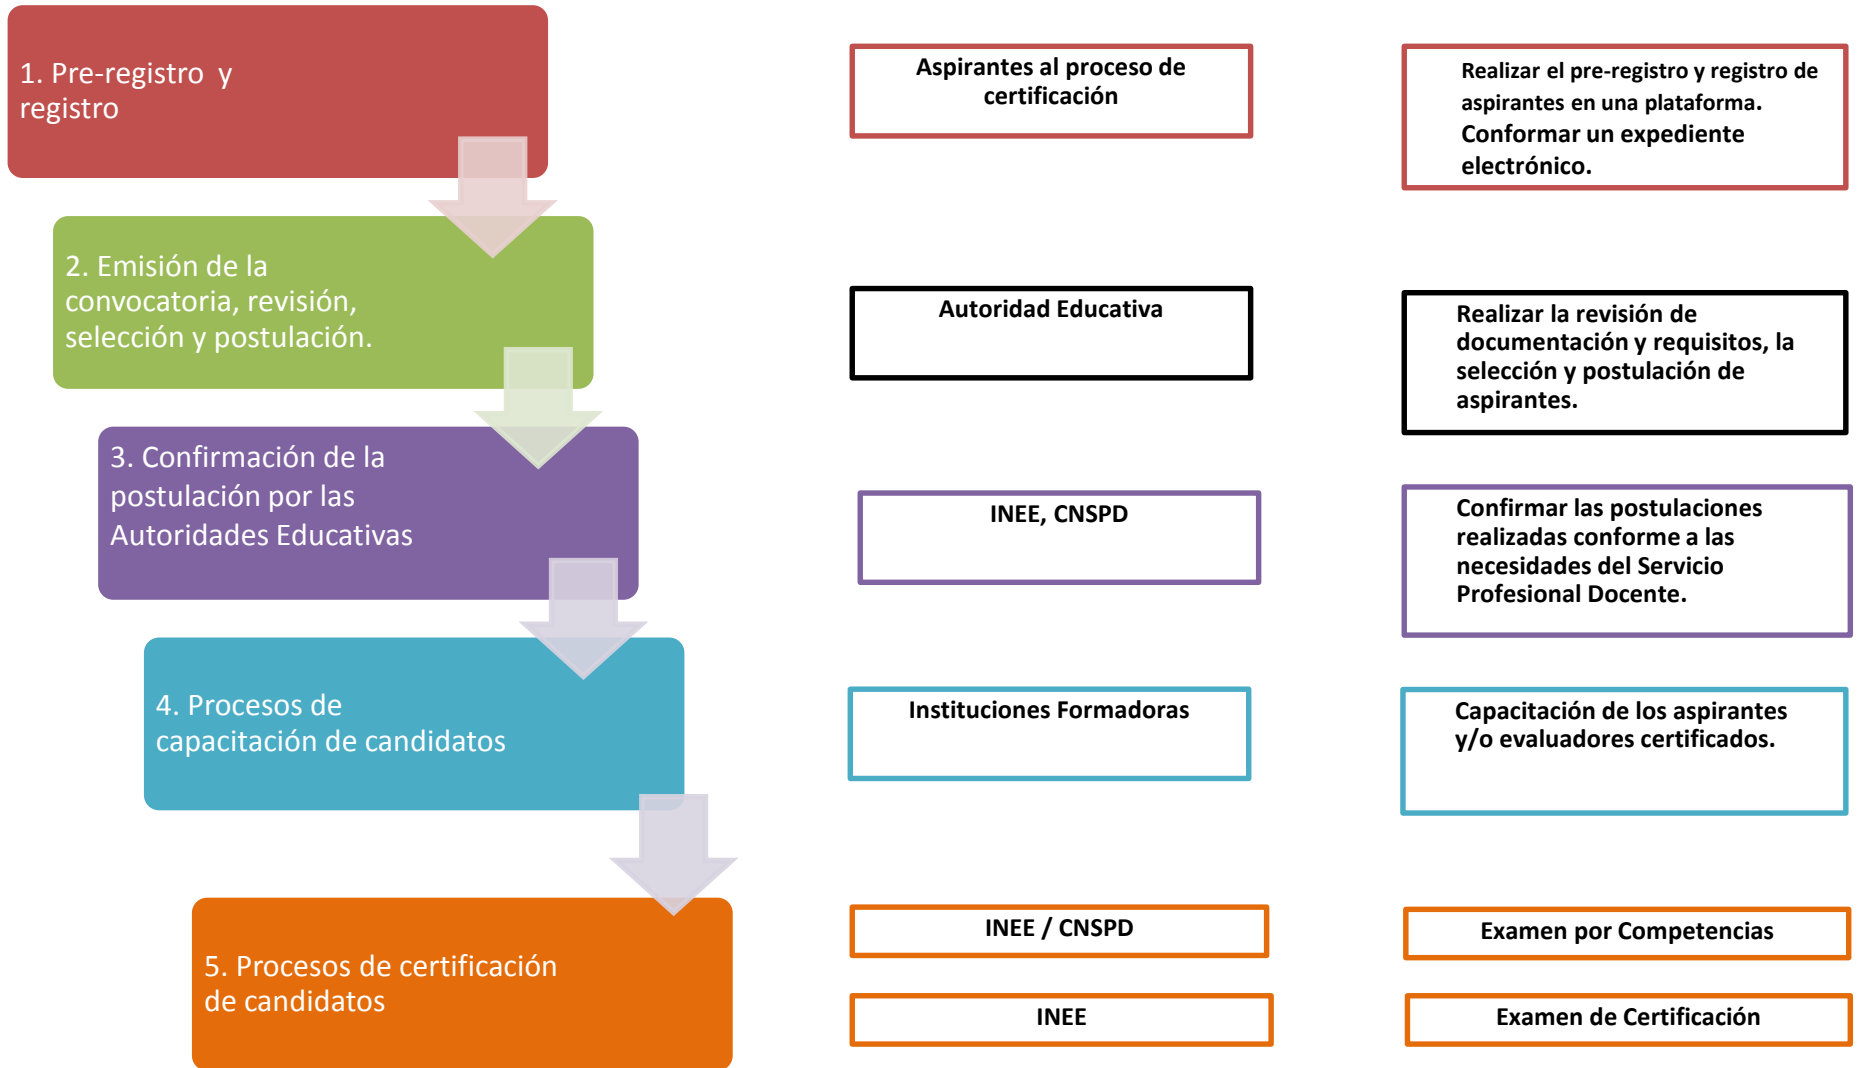 1. Pre-registro y
registro
Aspirantes al proceso de
certificación
Realizar el pre-registro y registro de
aspirantes en una plataforma.
Conformar un expediente
electrónico.
2. Emisión de la
convocatoria, revisión,
selección y postulación.
Autoridad Educativa
Realizar la revisión de
documentación y requisitos, la
selección y postulación de
aspirantes.
3. Confirmación de la
postulación por las
Autoridades Educativas
INEE, CNSPD
Confirmar las postulaciones
realizadas conforme a las
necesidades del Servicio
Profesional Docente.
4. Procesos de
capacitación de candidatos
Instituciones Formadoras
Capacitación de los aspirantes
y/o evaluadores certificados.
5. Procesos de certificación
de candidatos
INEE / CNSPD
Examen por Competencias
INEE
Examen de Certificación